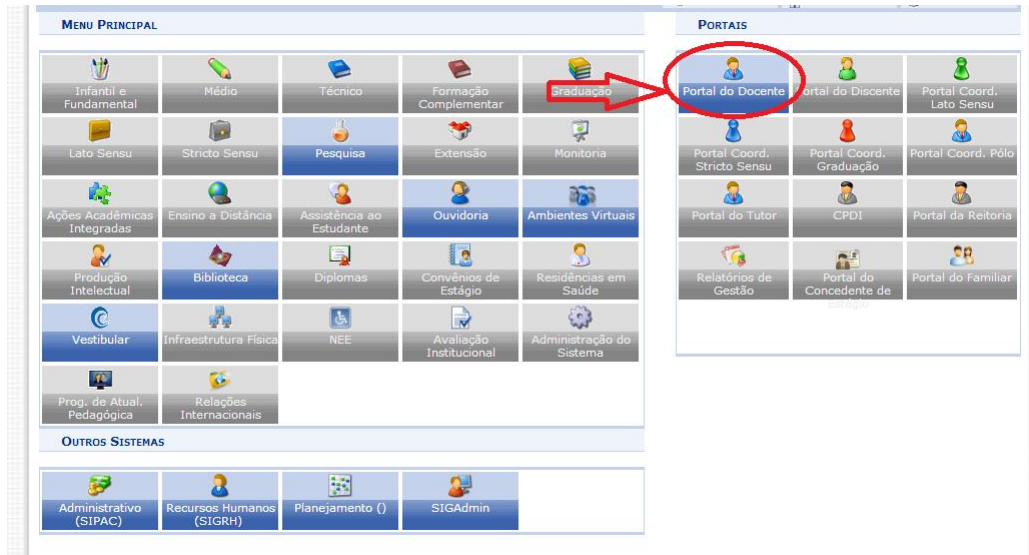 MENU PRINCIPAL
Infantil e
Fundamental
Médio
Técnico
Formação
Complementar
Graduação
Lato Sensu
Stricto Sensu
Pesquisa
Extensão
Monitoria
Ações Acadêmicas
Integradas
Ensino a Distância
Assistência ao
Estudante
Ouvidoria
Ambientes Virtuais
Produção
Intelectual
Biblioteca
Diplomas
Convênios de
Estágio
Residências em
Saúde
Vestibular
Infraestrutura Física
NEE
Avaliação
Institucional
Administração do
Sistema
Prog. de Atual.
Pedagógica
Relações
Internacionais
OUTROS SISTEMAS
Administrativo
(SIPAC)
Recursos Humanos
(SIGRH)
Planejamento ()
SIGAdmin
PORTAIS
Portal do Docente
Portal do Discente
Portal Coord.
Lato Sensu
Portal Coord.
Stricto Sensu
Portal Coord.
Graduação
Portal Coord. Pólo
Portal do Tutor
CPDI
Portal da Reitoria
Relatórios de
Gestão
Portal do
Concedente de
Estágio
Portal do Familiar